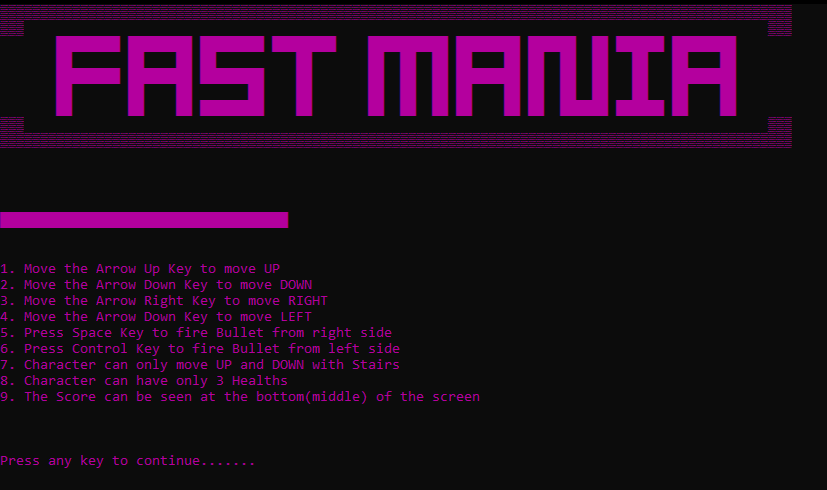 FAST MANIA
1. Move the Arrow Up Key to move UP
2. Move the Arrow Down Key to move DOWN
3. Move the Arrow Right Key to move RIGHT
4. Move the Arrow Down Key to move LEFT
5. Press Space Key to fire Bullet from right side
6. Press Control Key to fire Bullet from left side
7. Character can only move UP and DOWN with Stairs
8. Character can have only 3 Healths
9. The Score can be seen at the bottom(middle) of the screen
Press any key to continue.......